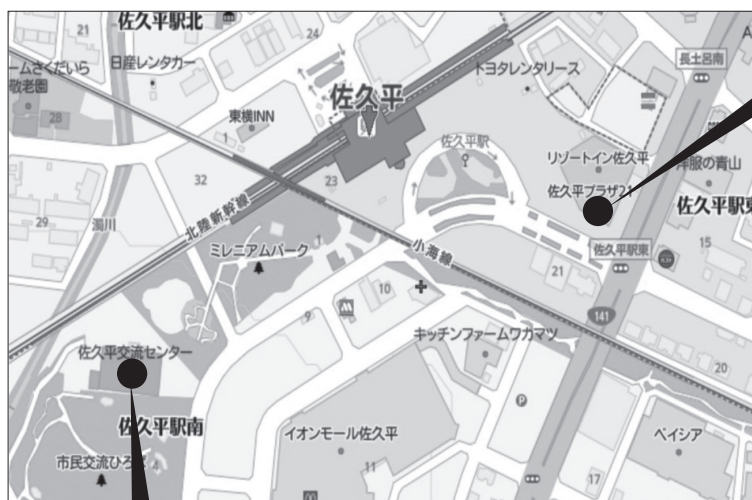 佐久平駅北
24
21
日産レンタカー
ームさくだいら
敬老園
28
東横INN
1
佐久平
トヨタレンタリース
長土呂南
A
佐久平駅
リゾートイン佐久平
洋服の青山
佐久平プラザ21
佐久平駅東
32
23
29
濁川
北陸新幹線
ミレニアムパーク
1
小海線
佐久平駅東
15
21
10
9
141
キッチンファームワカマツ
20
佐久平交流センター
佐久平駅南
P
イオンモール佐久平
ベイシア
市民交流ひろば
4
11
17